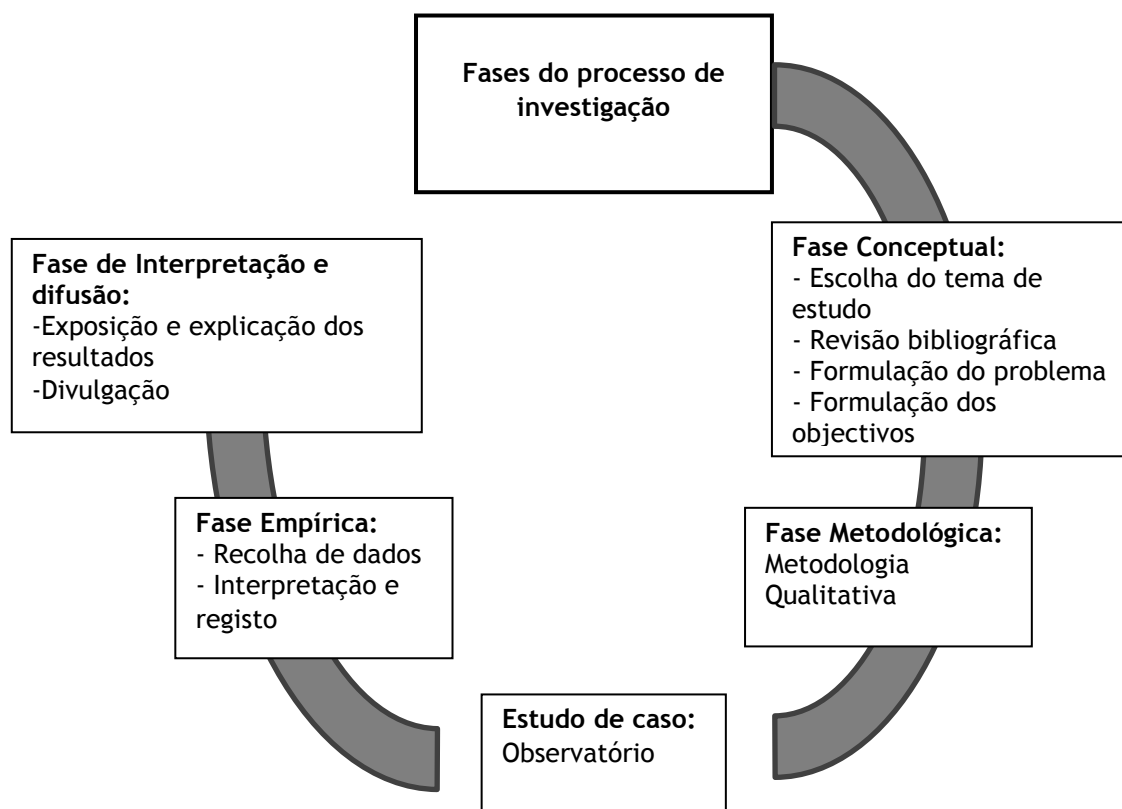 Fases do processo de
investigação
Fase Conceptual:
- Escolha do tema de
estudo
- Revisão bibliográfica
- Formulação do problema
- Formulação dos
objectivos
Fase Metodológica:
Metodologia
Qualitativa
Estudo de caso:
Observatório
Fase Empírica:
- Recolha de dados
- Interpretação e
registo
Fase de Interpretação e
difusão:
-Exposição e explicação dos
resultados
-Divulgação